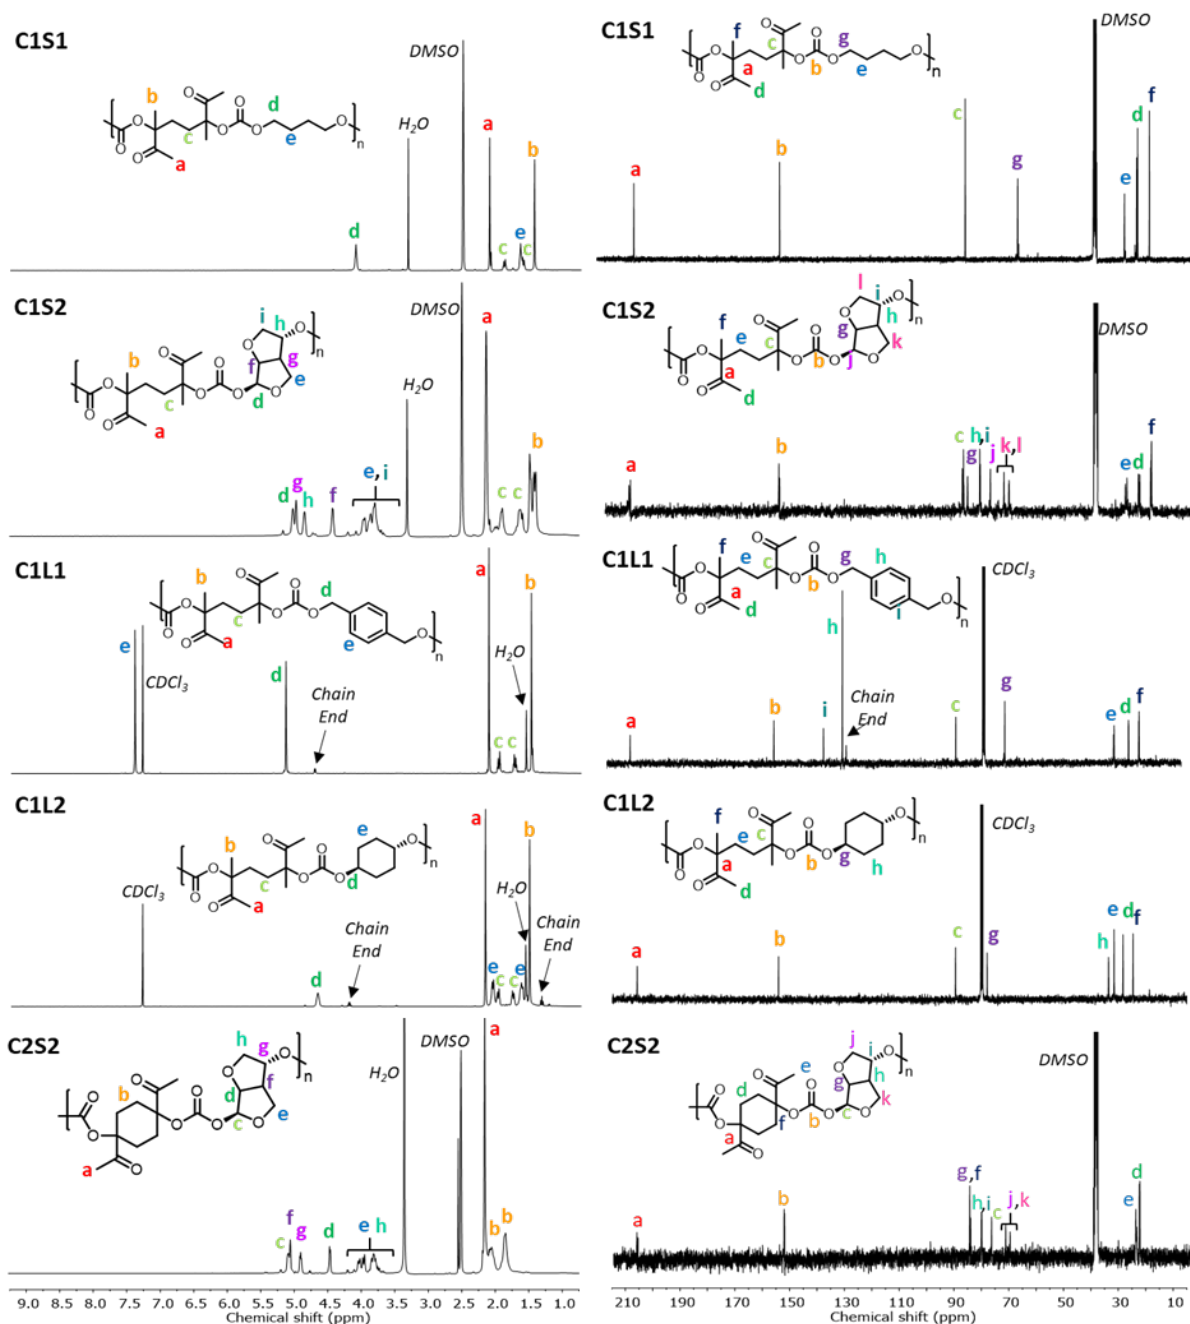 C1S1
DMSO
H2O
b
d
c
e
n
a
d
a
c
e
c
b
C1S1
DMSO
f
c
g
a
b
e
d
n
a
b
c
g
e
d
f
C1S2
DMSO
H2O
i
h
b
g
f
e
c
d
a
n
d
g
h
f
e,i
a
c
c
b
C1S2
DMSO
l
i
h
f
e
g
k
c
a
b
j
d
n
a
b
c
g
h,i
j
k,l
e
d
f
C1L1
CDCl3
H2O
Chain
End
b
d
c
e
a
n
e
d
a
c
c
b
C1L1
CDCl3
Chain
End
f
e
g
h
c
a
b
d
i
n
a
b
i
h
c
g
e
d
f
C1L2
CDCl3
H2O
Chain
End
Chain
End
b
e
c
d
a
n
d
a
e
c
c
e
b
C1L2
CDCl3
f
e
c
a
b
g
h
d
n
a
b
c
g
h
e
d
f
C2S2
H2O
DMSO
h
g
b
f
d
e
c
a
n
c
f
g
d
e
h
a
b
b
C2S2
DMSO
j
i
e
h
d
g
k
f
b
c
a
n
a
b
g,f
h,i
c
j,k
e
d
9.0 8.5 8.0 7.5 7.0 6.5 6.0 5.5 5.0 4.5 4.0 3.5 3.0 2.5 2.0 1.5 1.0
Chemical shift (ppm)
210 190 170 150 130 110 90 70 50 30 10
Chemical shift (ppm)